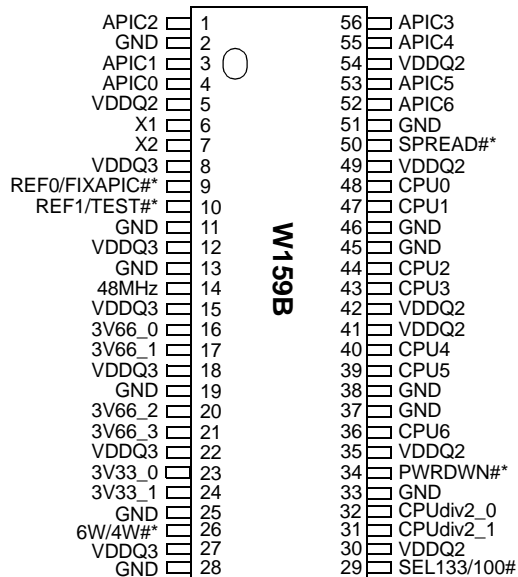 APIC2 1 56 APIC3
GND 2 55 APIC4
APIC1 3 54 VDDQ2
APIC0 4 53 APIC5
VDDQ2 5 52 APIC6
X1 6 51 GND
X2 7 50 SPREAD#*
VDDQ3 8 49 VDDQ2
REF0/FIXAPIC#* 9 48 CPU0
REF1/TEST#* 10 47 CPU1
GND 11 46 GND
VDDQ3 12 45 GND
GND 13 44 CPU2
48MHz 14 43 CPU3
VDDQ3 15 42 VDDQ2
3V66_0 16 41 VDDQ2
3V66_1 17 40 CPU4
VDDQ3 18 39 CPU5
GND 19 38 GND
3V66_2 20 37 GND
3V66_3 21 36 CPU6
VDDQ3 22 35 VDDQ2
3V33_0 23 34 PWRDWN#*
3V33_1 24 33 GND
GND 25 32 CPUdiv2_0
6W/4W#* 26 31 CPUdiv2_1
VDDQ3 27 30 VDDQ2
GND 28 29 SEL133/100#
W159B